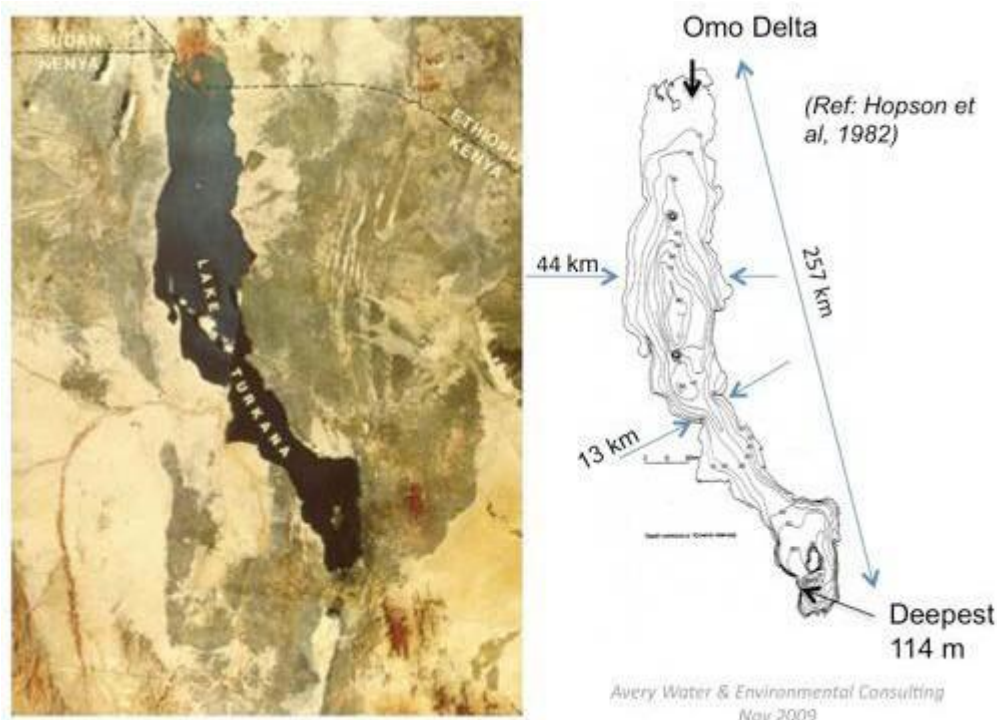 SUDAN
KENYA
ETHIOPIA
KENYA
LAKE TURKANA
Omo Delta
(Ref: Hopson et
al, 1982)
44 km
257 km
13 km
Deepest
114 m
Avery Water & Environmental Consulting
Nov 2009